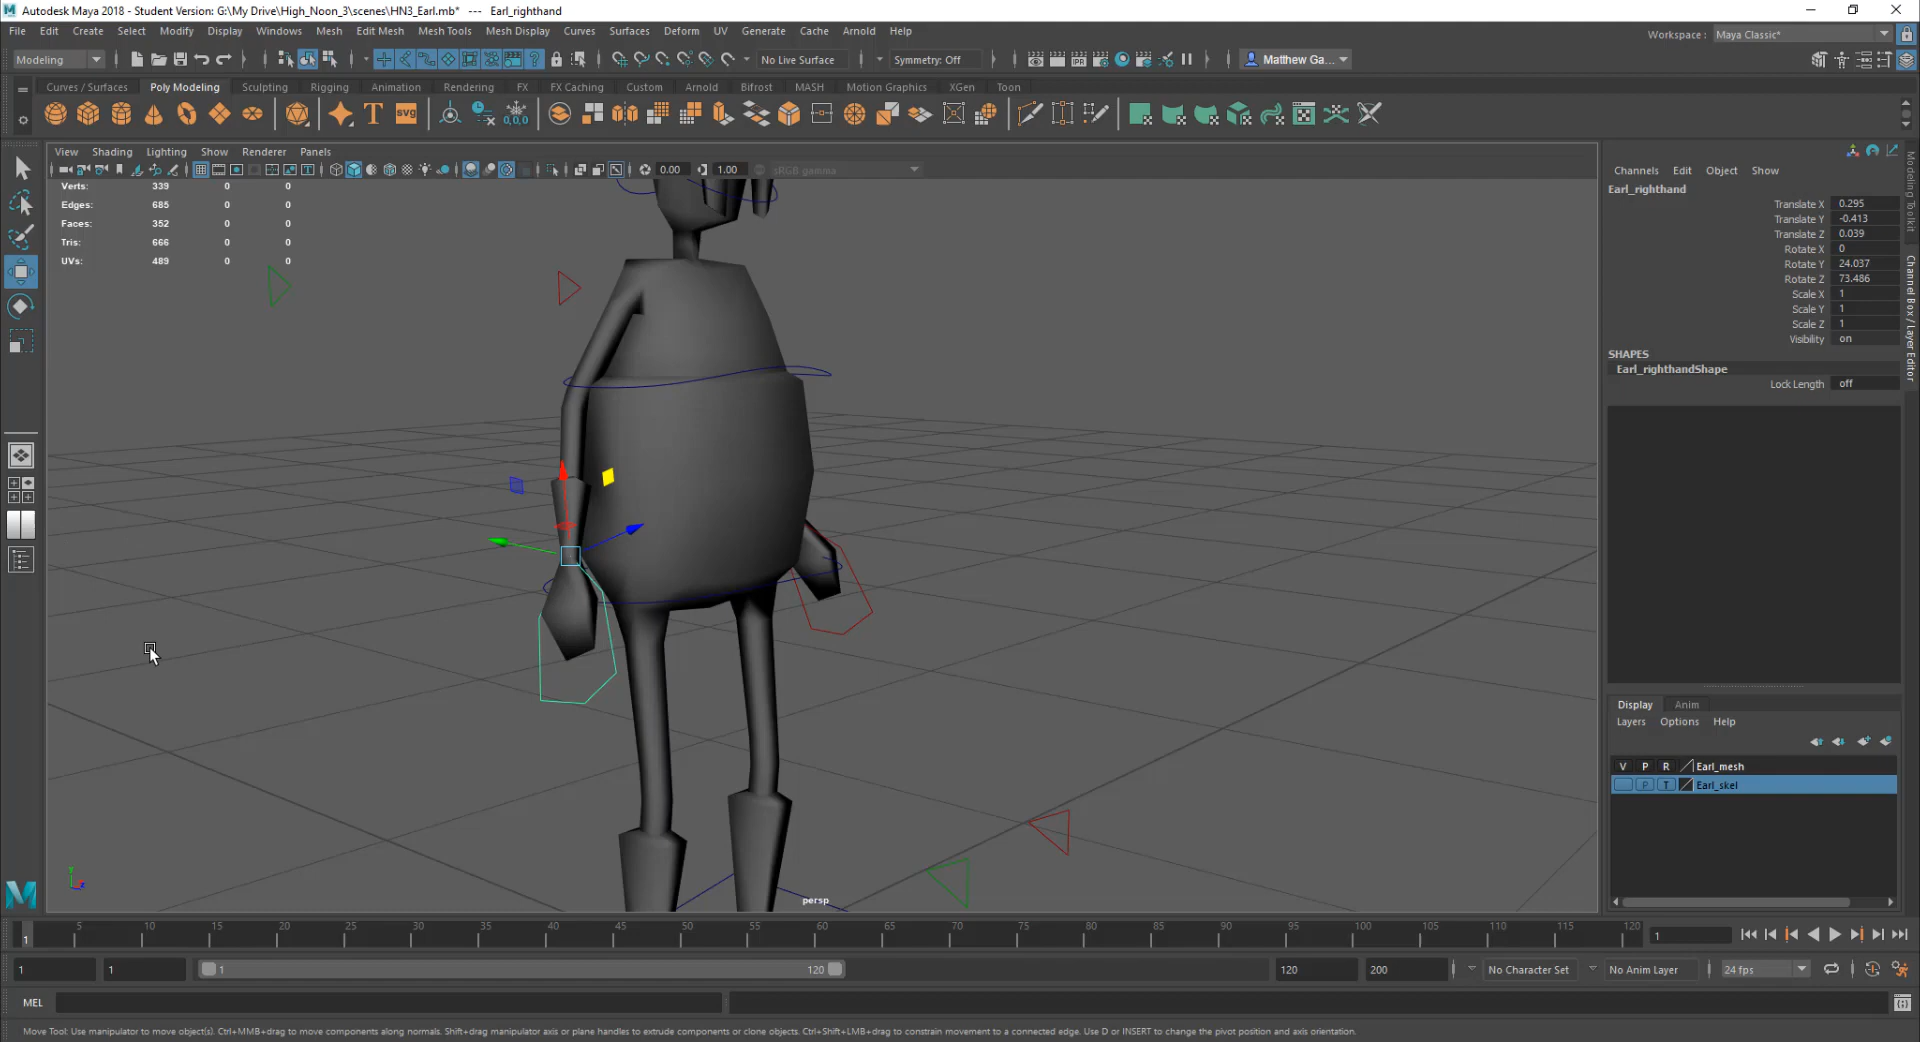 Autodesk Maya 2018 - Student Version: G:\My Drive\High_Noon_3\scenes\HN3_Earl.mb* --- Earl_righthand
File Edit Create Select Modify Display Windows Mesh Edit Mesh Mesh Tools Mesh Display Curves Surfaces Deform UV Generate Cache Arnold Help
Workspace : Maya Classic*
Modeling No Live Surface Symmetry: Off Matthew Ga...
Curves / Surfaces Poly Modeling Sculpting Rigging Animation Rendering FX FX Caching Custom Arnold Bifrost MASH Motion Graphics XGen Toon
T svg 0,0,0
View Shading Lighting Show Renderer Panels
0.00 1.00 sRGB gamma
Verts: 339 0 0
Edges: 685 0 0
Faces: 352 0 0
Tris: 666 0 0
UVs: 489 0 0
persp
Channels Edit Object Show
Earl_righthand
Translate X 0.295
Translate Y -0.413
Translate Z 0.039
Rotate X 0
Rotate Y 24.037
Rotate Z 73.486
Scale X 1
Scale Y 1
Scale Z 1
Visibility on
SHAPES
Earl_righthandShape
Lock Length off
Modeling Toolkit
Channel Box / Layer Editor
Display Anim
Layers Options Help
V P R Earl_mesh
P T Earl_skel
1 5 10 15 20 25 30 35 40 45 50 55 60 65 70 75 80 85 90 95 100 105 110 115 120 1
1 1 1 120 120 200 No Character Set No Anim Layer 24 fps
MEL
Move Tool: Use manipulator to move object(s). Ctrl+MMB+drag to move components along normals. Shift+drag manipulator axis or plane handles to extrude components or clone objects. Ctrl+Shift+LMB+drag to constrain movement to a connected edge. Use D or INSERT to change the pivot position and axis orientation.